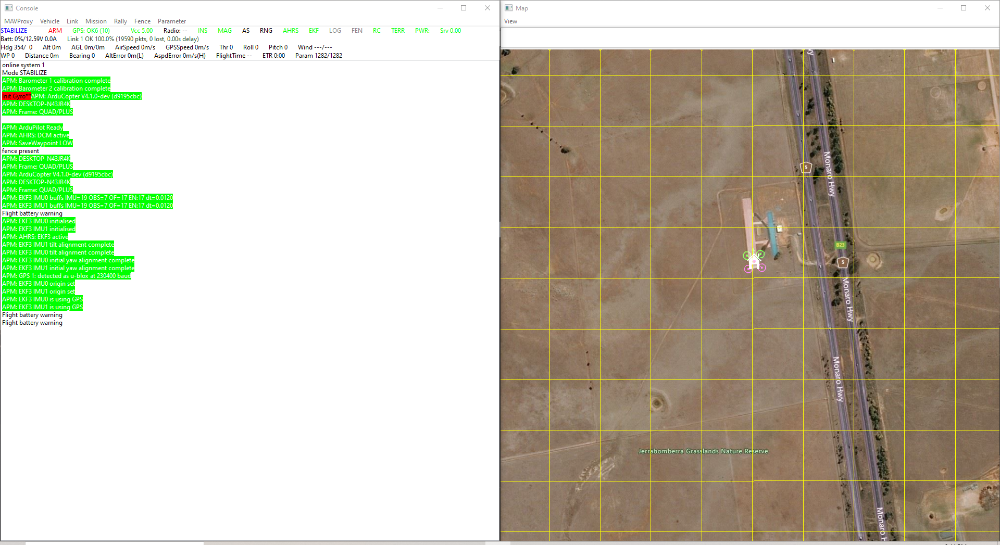 Console
MAVProxy Vehicle Link Mission Rally Fence Parameter
STABILIZE ARM GPS: OK6 (10) Vcc 5.00 Radio: -- INS MAG AS RNG AHRS EKF LOG FEN RC TERR PWR: Srv 0.00
Batt: 0%/12.59V 0.0A Link 1 OK 100.0% (19590 pkts, 0 lost, 0.00s delay)
Hdg 354/ 0 Alt 0m AGL 0m/0m AirSpeed 0m/s GPSSpeed 0m/s Thr 0 Roll 0 Pitch 0 Wind ---/---
WP 0 Distance 0m Bearing 0 AltError 0m(L) AspdError 0m/s(H) FlightTime -- ETR 0:00 Param 1282/1282
online system 1
Mode STABILIZE
APM: Barometer 1 calibration complete
APM: Barometer 2 calibration complete
Init Gyro**APM: ArduCopter V4.1.0-dev (d9195cbc)
APM: DESKTOP-N43JR4K
APM: Frame: QUAD/PLUS
APM: ArduPilot Ready
APM: AHRS: DCM active
APM: SaveWaypoint LOW
fence present
APM: DESKTOP-N43JR4K
APM: Frame: QUAD/PLUS
APM: ArduCopter V4.1.0-dev (d9195cbc)
APM: DESKTOP-N43JR4K
APM: Frame: QUAD/PLUS
APM: EKF3 IMU0 buffs IMU=19 OBS=7 OF=17 EN:17 dt=0.0120
APM: EKF3 IMU1 buffs IMU=19 OBS=7 OF=17 EN:17 dt=0.0120
Flight battery warning
APM: EKF3 IMU0 initialised
APM: EKF3 IMU1 initialised
APM: AHRS: EKF3 active
APM: EKF3 IMU1 tilt alignment complete
APM: EKF3 IMU0 tilt alignment complete
APM: EKF3 IMU0 initial yaw alignment complete
APM: EKF3 IMU1 initial yaw alignment complete
APM: GPS 1: detected as u-blox at 230400 baud
APM: EKF3 IMU0 origin set
APM: EKF3 IMU1 origin set
APM: EKF3 IMU0 is using GPS
APM: EKF3 IMU1 is using GPS
Flight battery warning
Flight battery warning
Map
View
5
Monaro Hwy
B23
5
Monaro Hwy
Monaro Hwy
Jerrabomberra Grasslands Nature Reserve
Monaro H